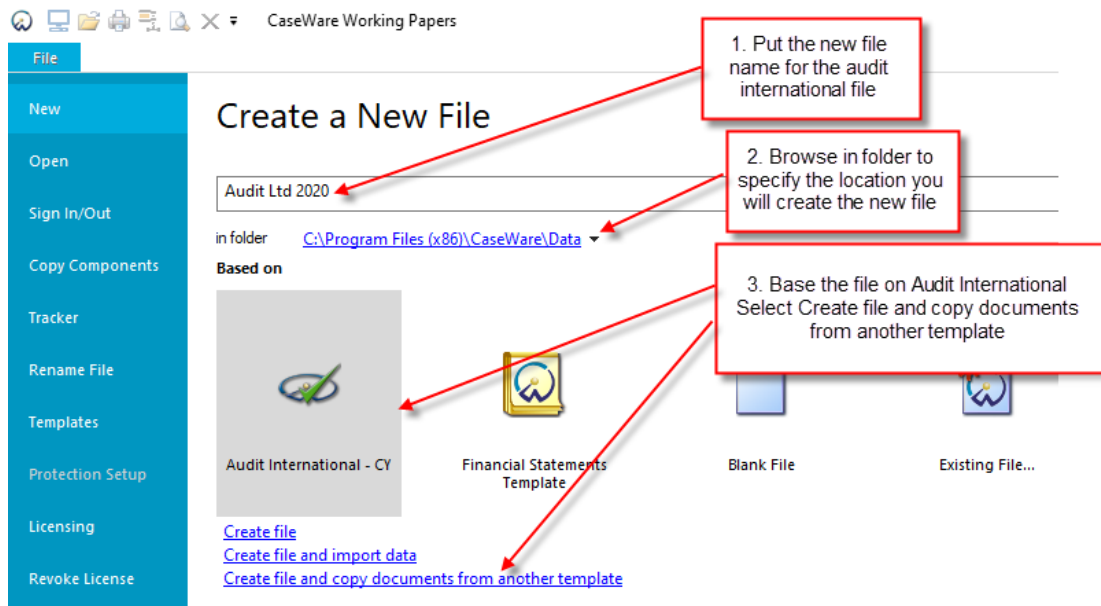 CaseWare Working Papers
File
New
Open
Sign In/Out
Copy Components
Tracker
Rename File
Templates
Protection Setup
Licensing
Revoke License
Create a New File
Audit Ltd 2020
in folder C:\Program Files (x86)\CaseWare\Data
Based on
Audit International - CY
Financial Statements
Template
Blank File
Existing File...
Create file
Create file and import data
Create file and copy documents from another template
1. Put the new file
name for the audit
international file
2. Browse in folder to
specify the location you
will create the new file
3. Base the file on Audit International
Select Create file and copy documents
from another template